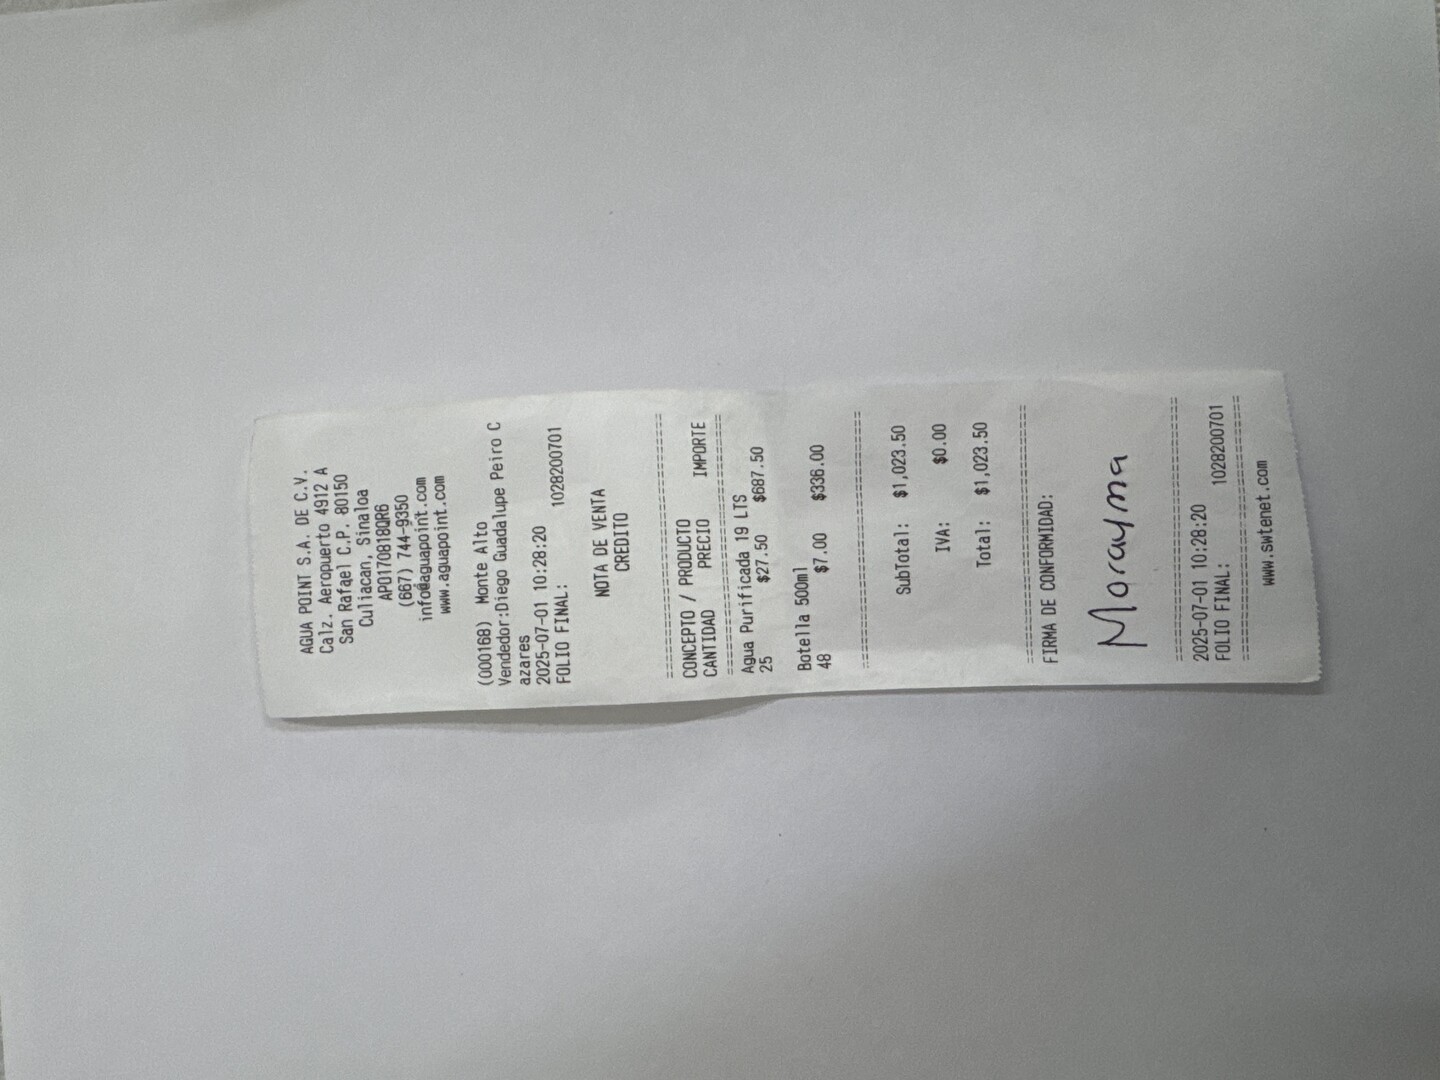 AGUA POINT S.A. DE C.V.
Calz. Aeropuerto 4912 A
San Rafael C.P. 80150
Culiacan, Sinaloa
APO170818QR6
(667) 744-9350
info@aguapoint.com
www.aguapoint.com
(000168) Monte Alto
Vendedor:Diego Guadalupe Peiro C
azares
2025-07-01 10:28:20
FOLIO FINAL: 1028200701
NOTA DE VENTA
CREDITO
================================
CONCEPTO / PRODUCTO
CANTIDAD PRECIO IMPORTE
================================
Agua Purificada 19 LTS
25 $27.50 $687.50
Botella 500ml
48 $7.00 $336.00
================================
SubTotal: $1,023.50
IVA: $0.00
Total: $1,023.50
================================
FIRMA DE CONFORMIDAD:
Morayma
================================
2025-07-01 10:28:20
FOLIO FINAL: 1028200701
================================
www.swtenet.com